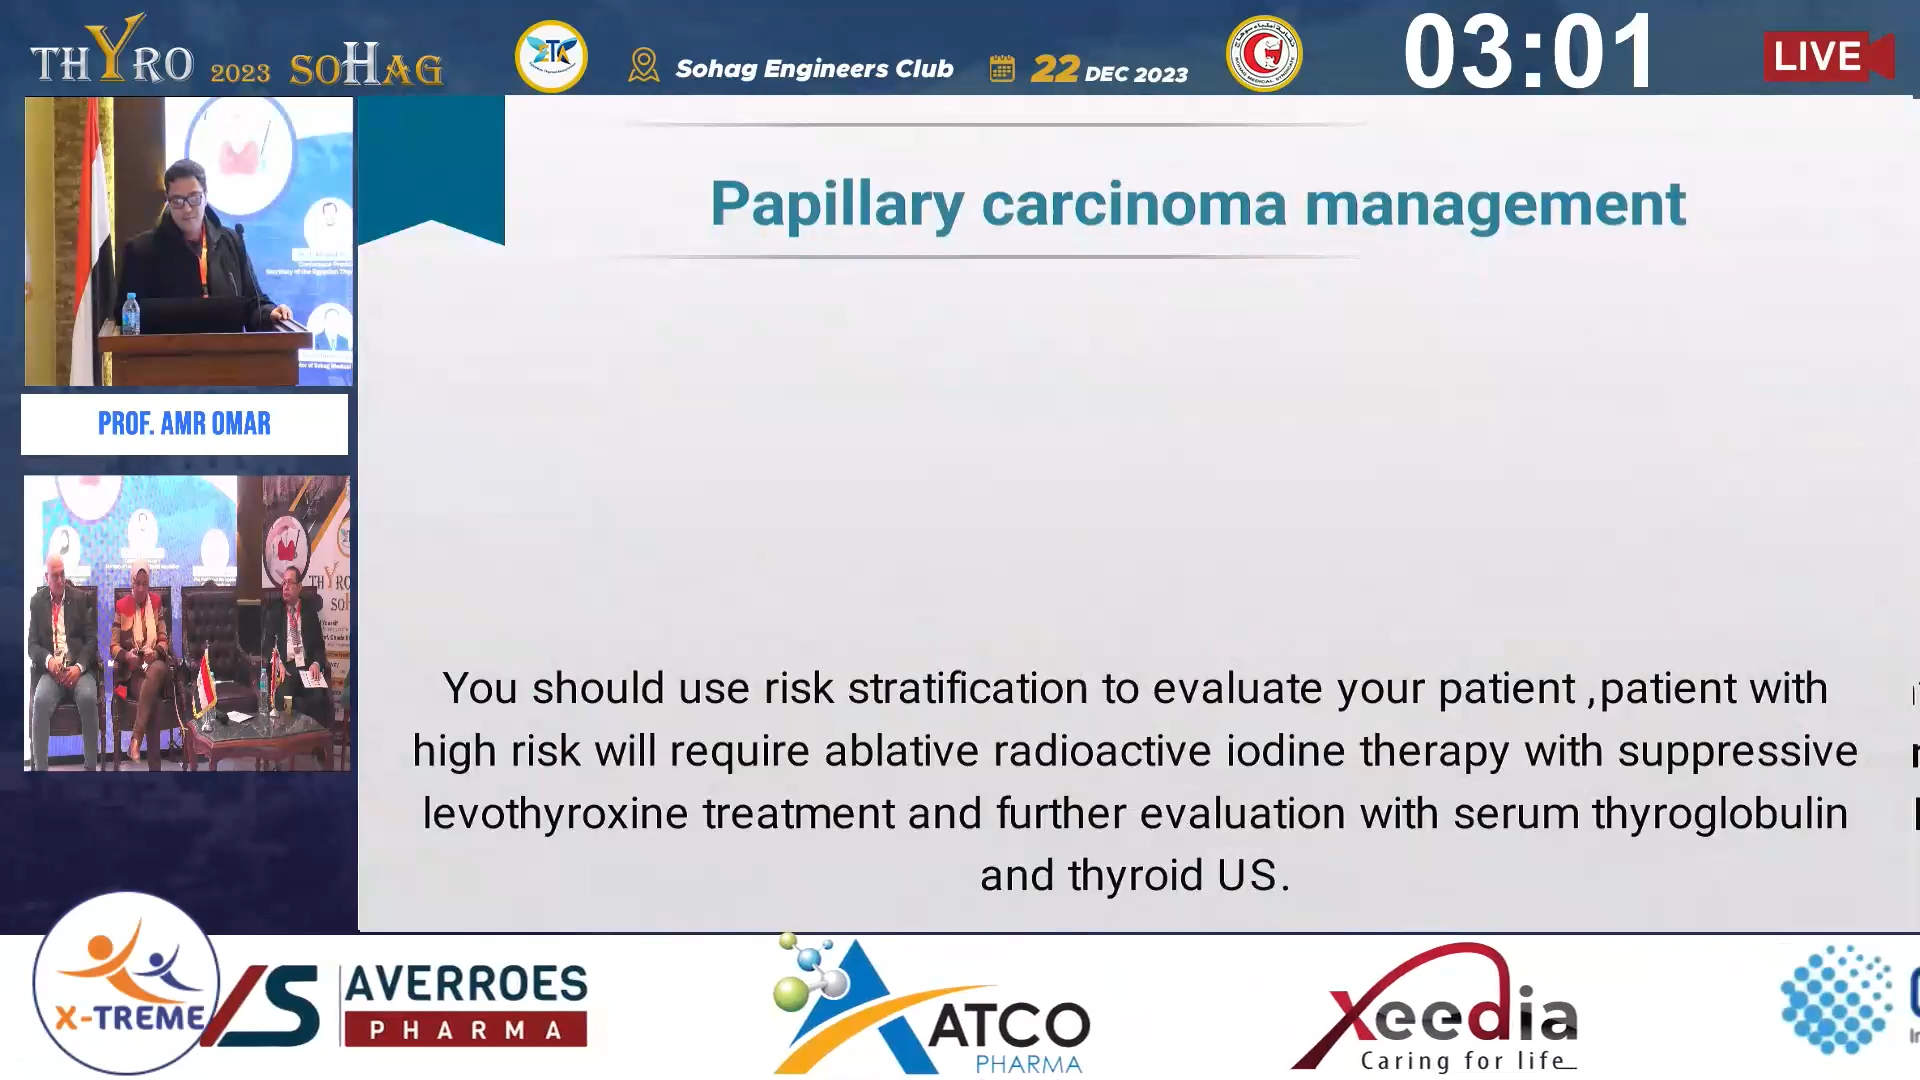 THYRO 2023 SOHAG
ETA
Sohag Engineers Club
22 DEC 2023
03:01
LIVE
Papillary carcinoma management
PROF. AMR OMAR
You should use risk stratification to evaluate your patient ,patient with
high risk will require ablative radioactive iodine therapy with suppressive
levothyroxine treatment and further evaluation with serum thyroglobulin
and thyroid US.
X-TREME
AVERROES
PHARMA
ATCO
PHARMA
Xeedia
Caring for life